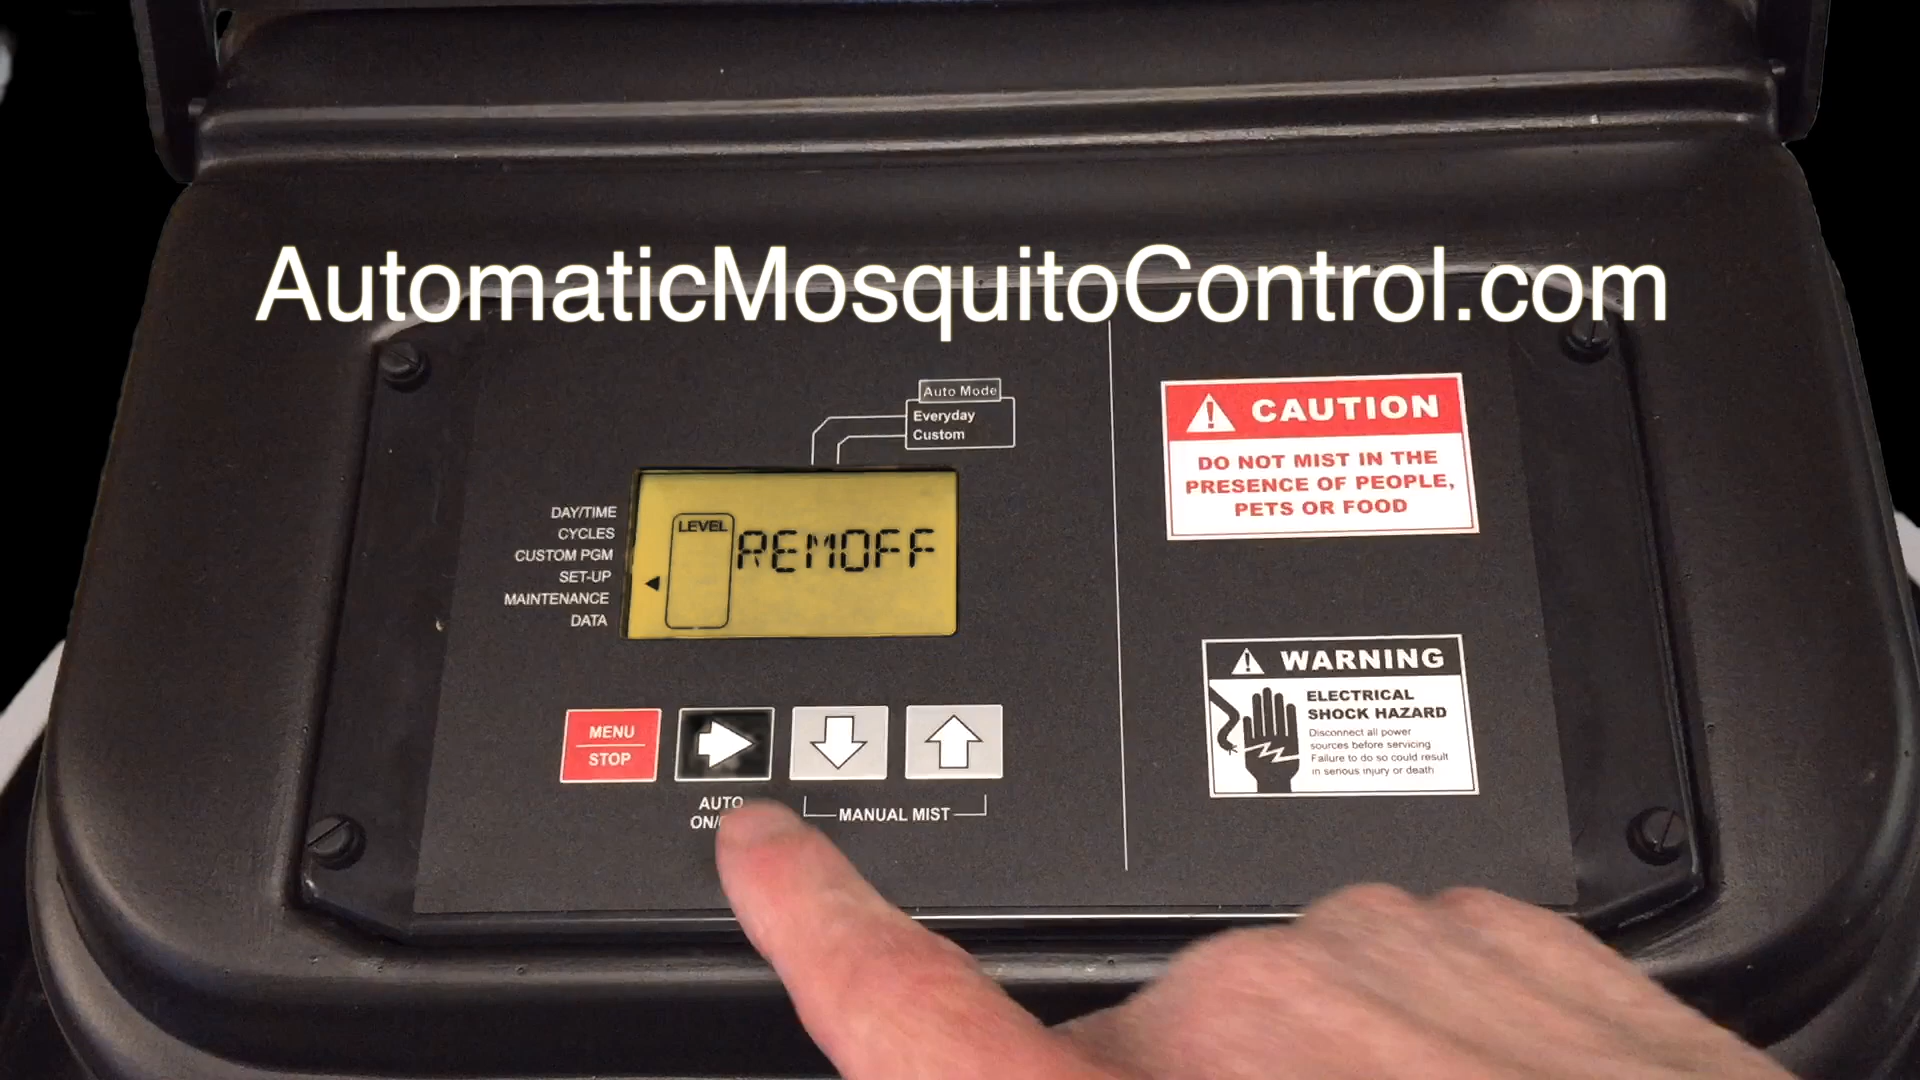 AutomaticMosquitoControl.com
Auto Mode
Everyday
Custom
DAY/TIME
CYCLES
CUSTOM PGM
SET-UP
MAINTENANCE
DATA
LEVEL
REMOFF
MENU
STOP
AUTO
MANUAL MIST
CAUTION
DO NOT MIST IN THE
PRESENCE OF PEOPLE,
PETS OR FOOD
WARNING
ELECTRICAL
SHOCK HAZARD
Disconnect all power
sources before servicing
Failure to do so could result
in serious injury or death